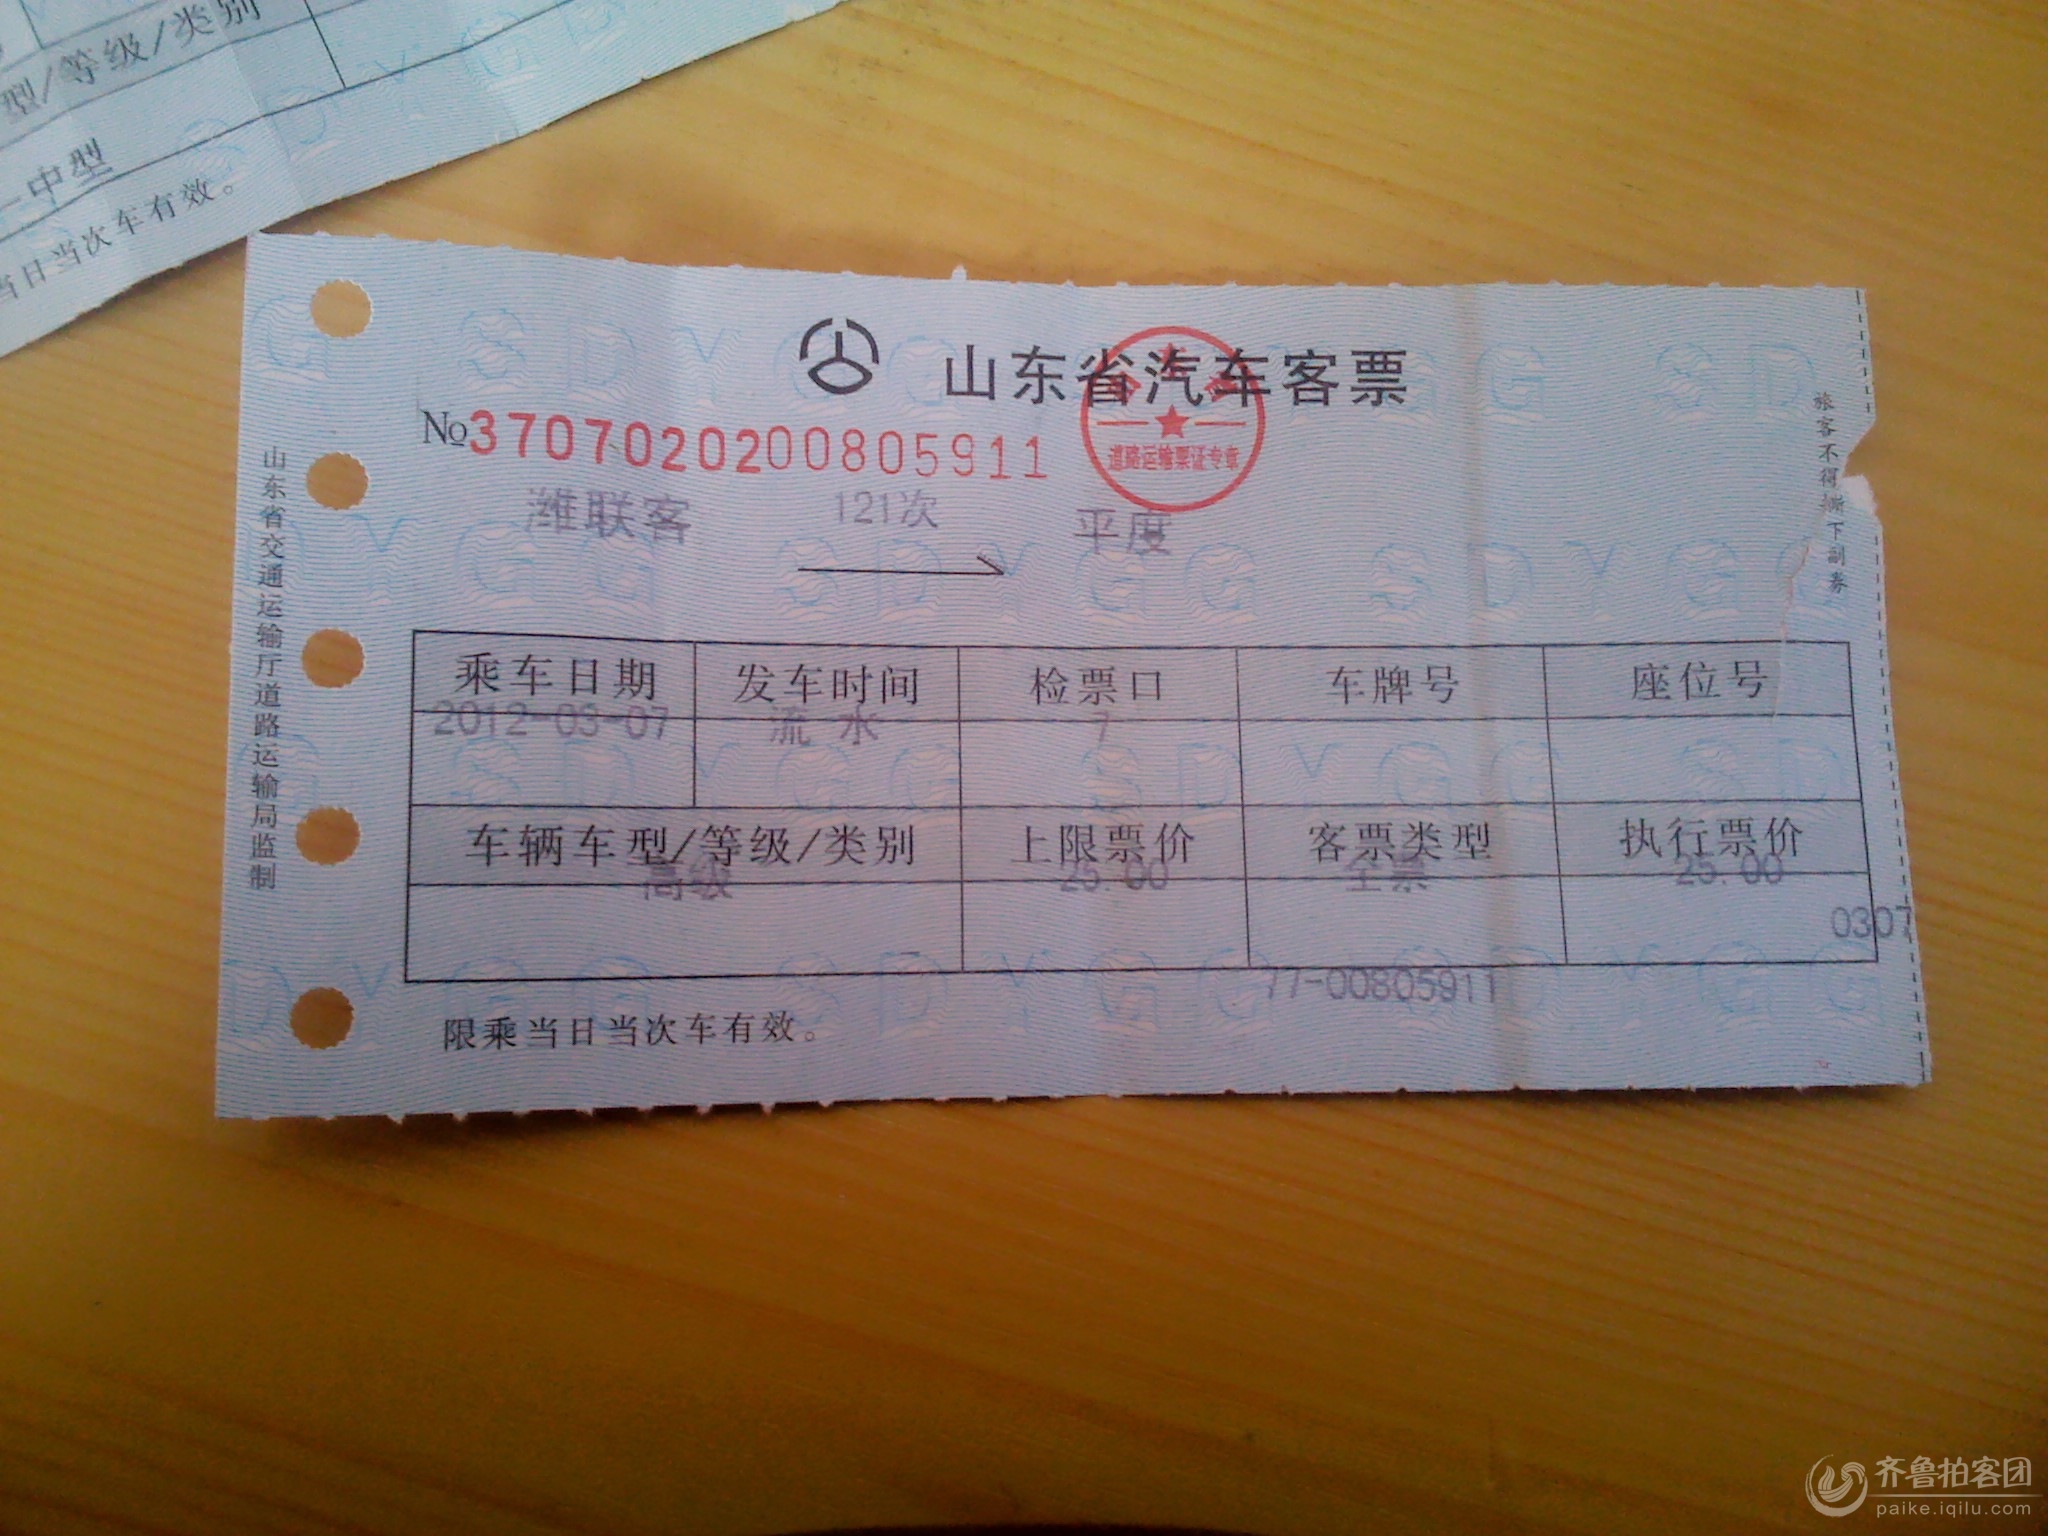 型/等级/类别
中型
当日当次车有效。
山东省汽车客票
№370702020​0805911
道路运输票证专章
潍联客 121次 平度
乘车日期 发车时间 检票口 车牌号 座位号
2012-03-07 流水 7
车辆车型/等级/类别 上限票价 客票类型 执行票价
高级 25.00 全票 25.00
0307
77-00805911
限乘当日当次车有效。
山东省交通运输厅道路运输局监制
旅客不得撕下副券
SDYGG SDYGG SD
齐鲁拍客团
paike.iqilu.com